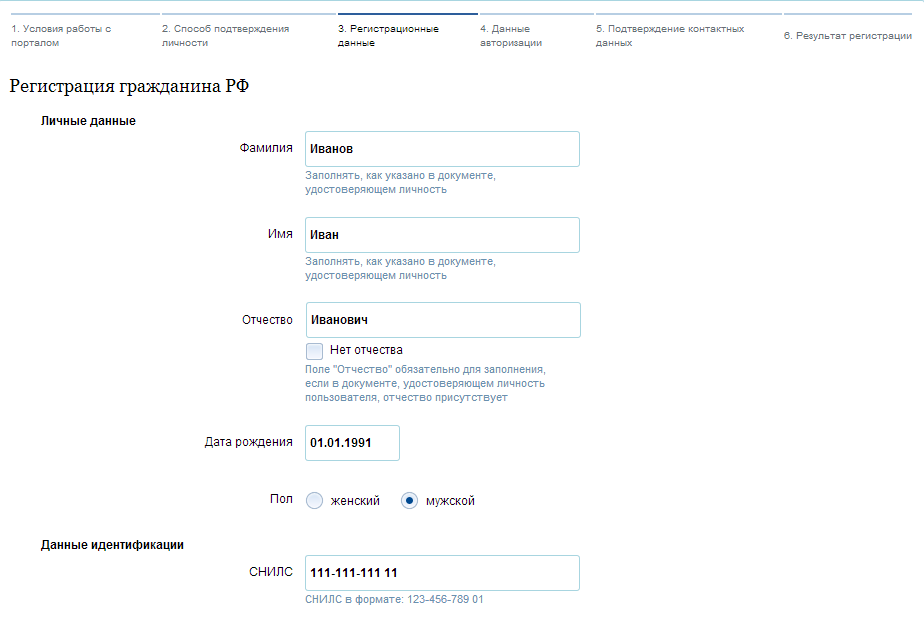 1. Условия работы с
порталом
2. Способ подтверждения
личности
3. Регистрационные
данные
4. Данные
авторизации
5. Подтверждение контактных
данных
6. Результат регистрации
Регистрация гражданина РФ
Личные данные
Фамилия Иванов
Заполнять, как указано в документе,
удостоверяющем личность
Имя Иван
Заполнять, как указано в документе,
удостоверяющем личность
Отчество Иванович
Нет отчества
Поле "Отчество" обязательно для заполнения,
если в документе, удостоверяющем личность
пользователя, отчество присутствует
Дата рождения 01.01.1991
Пол женский мужской
Данные идентификации
СНИЛС 111-111-111 11
СНИЛС в формате: 123-456-789 01